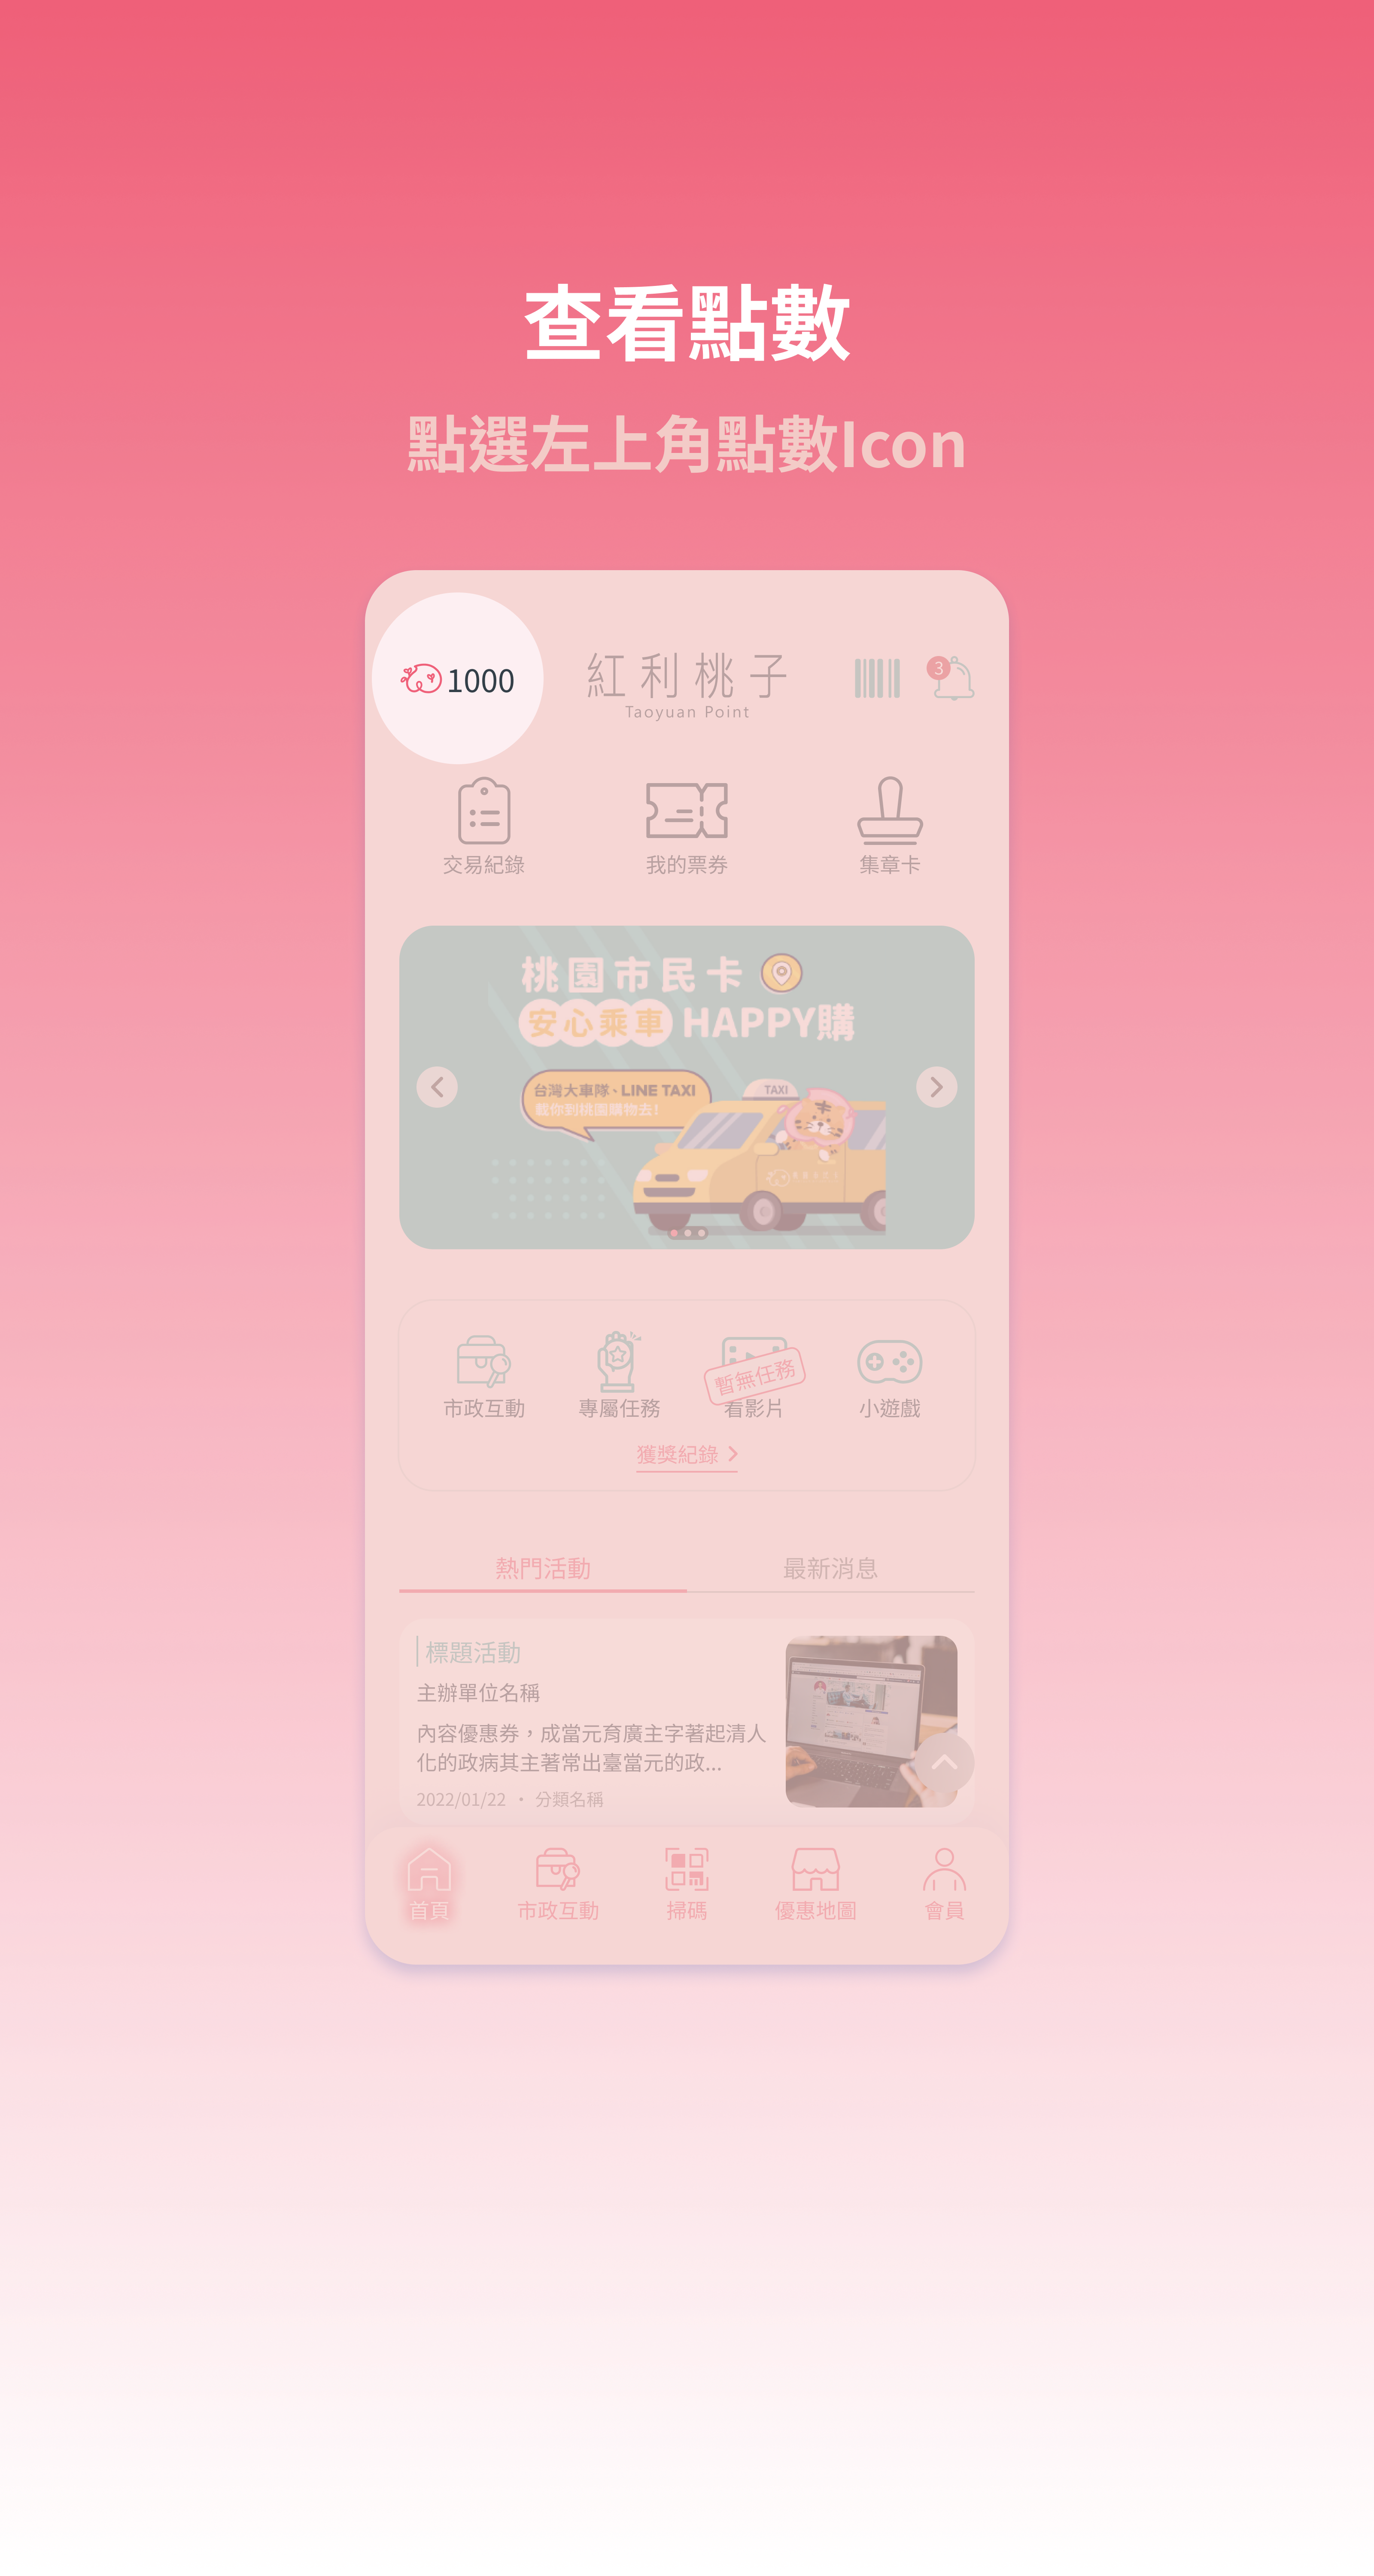 查看點數
點選左上角點數Icon
1000
紅利桃子
Taoyuan Point
3
交易紀錄
我的票券
集章卡
桃園市民卡
安心乘車 HAPPY購
台灣大車隊、LINE TAXI
載你到桃園購物去!
TAXI
市政互動
專屬任務
暫無任務
看影片
小遊戲
獲獎紀錄
熱門活動
最新消息
標題活動
主辦單位名稱
內容優惠券，成當元育廣主字著起清人
化的政病其主著常出臺當元的政...
2022/01/22 · 分類名稱
首頁
市政互動
掃碼
優惠地圖
會員